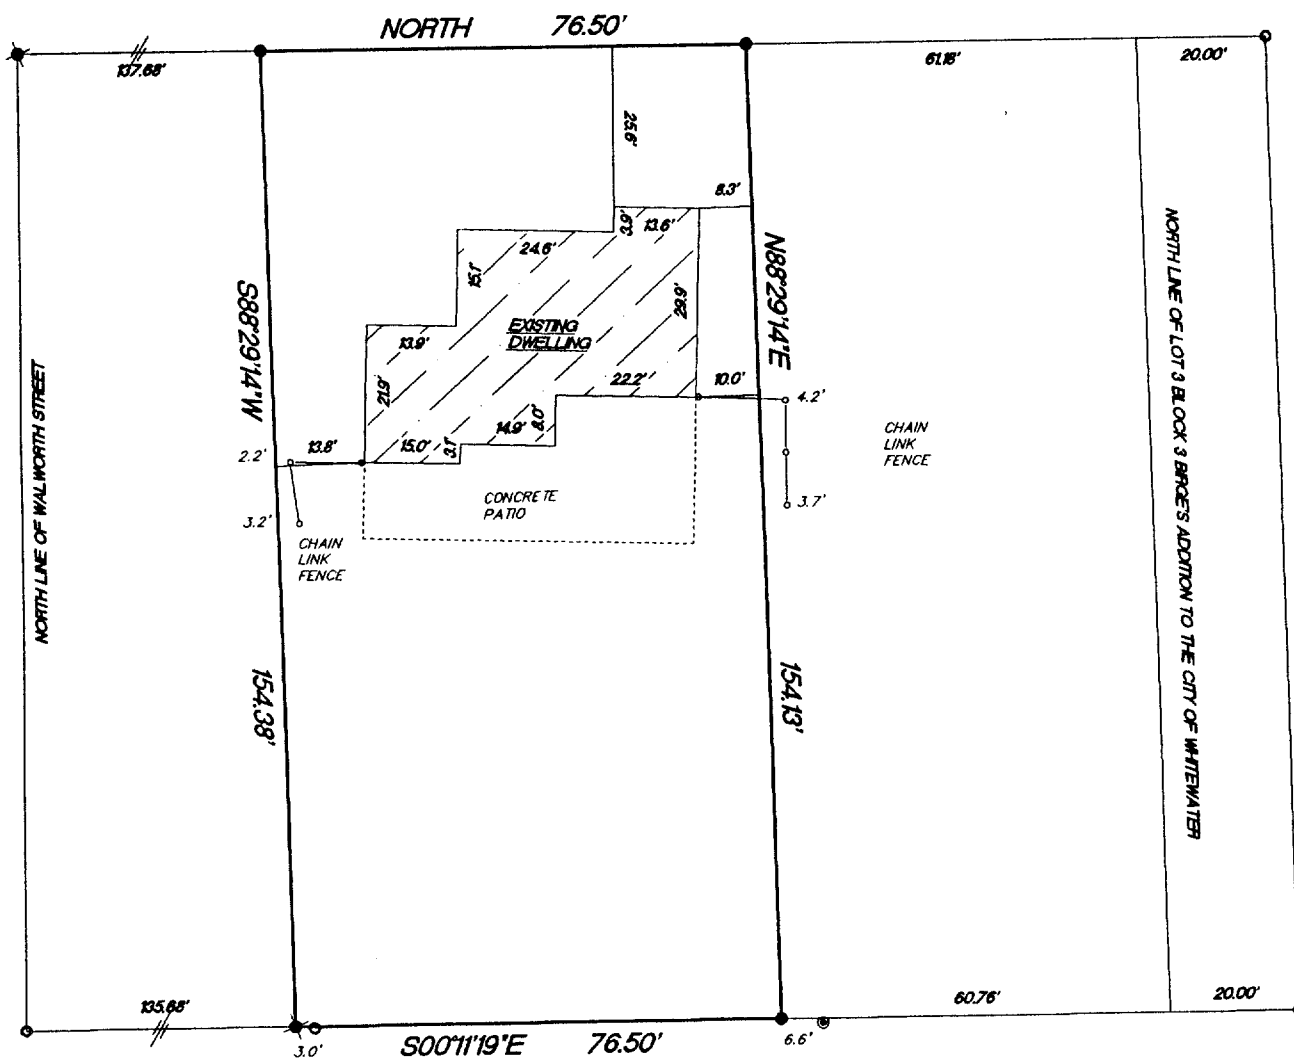 NORTH 76.50'
137.68'
61.18'
20.00'
25.6'
8.3'
3.9'
13.6'
24.6'
15.1'
N88°29'14"E
S88°29'14"W
29.9'
EXISTING
DWELLING
13.9'
21.9'
22.2'
10.0'
4.2'
14.9'
8.0'
15.0'
3.1'
13.8'
2.2'
3.2'
3.7'
CHAIN
LINK
FENCE
CONCRETE
PATIO
CHAIN
LINK
FENCE
NORTH LINE OF WALWORTH STREET
NORTH LINE OF LOT 3 BLOCK 3 BIRGE'S ADDITION TO THE CITY OF WHITEWATER
154.38'
154.13'
135.68'
60.76'
20.00'
3.0'
S00°11'19"E 76.50'
6.6'